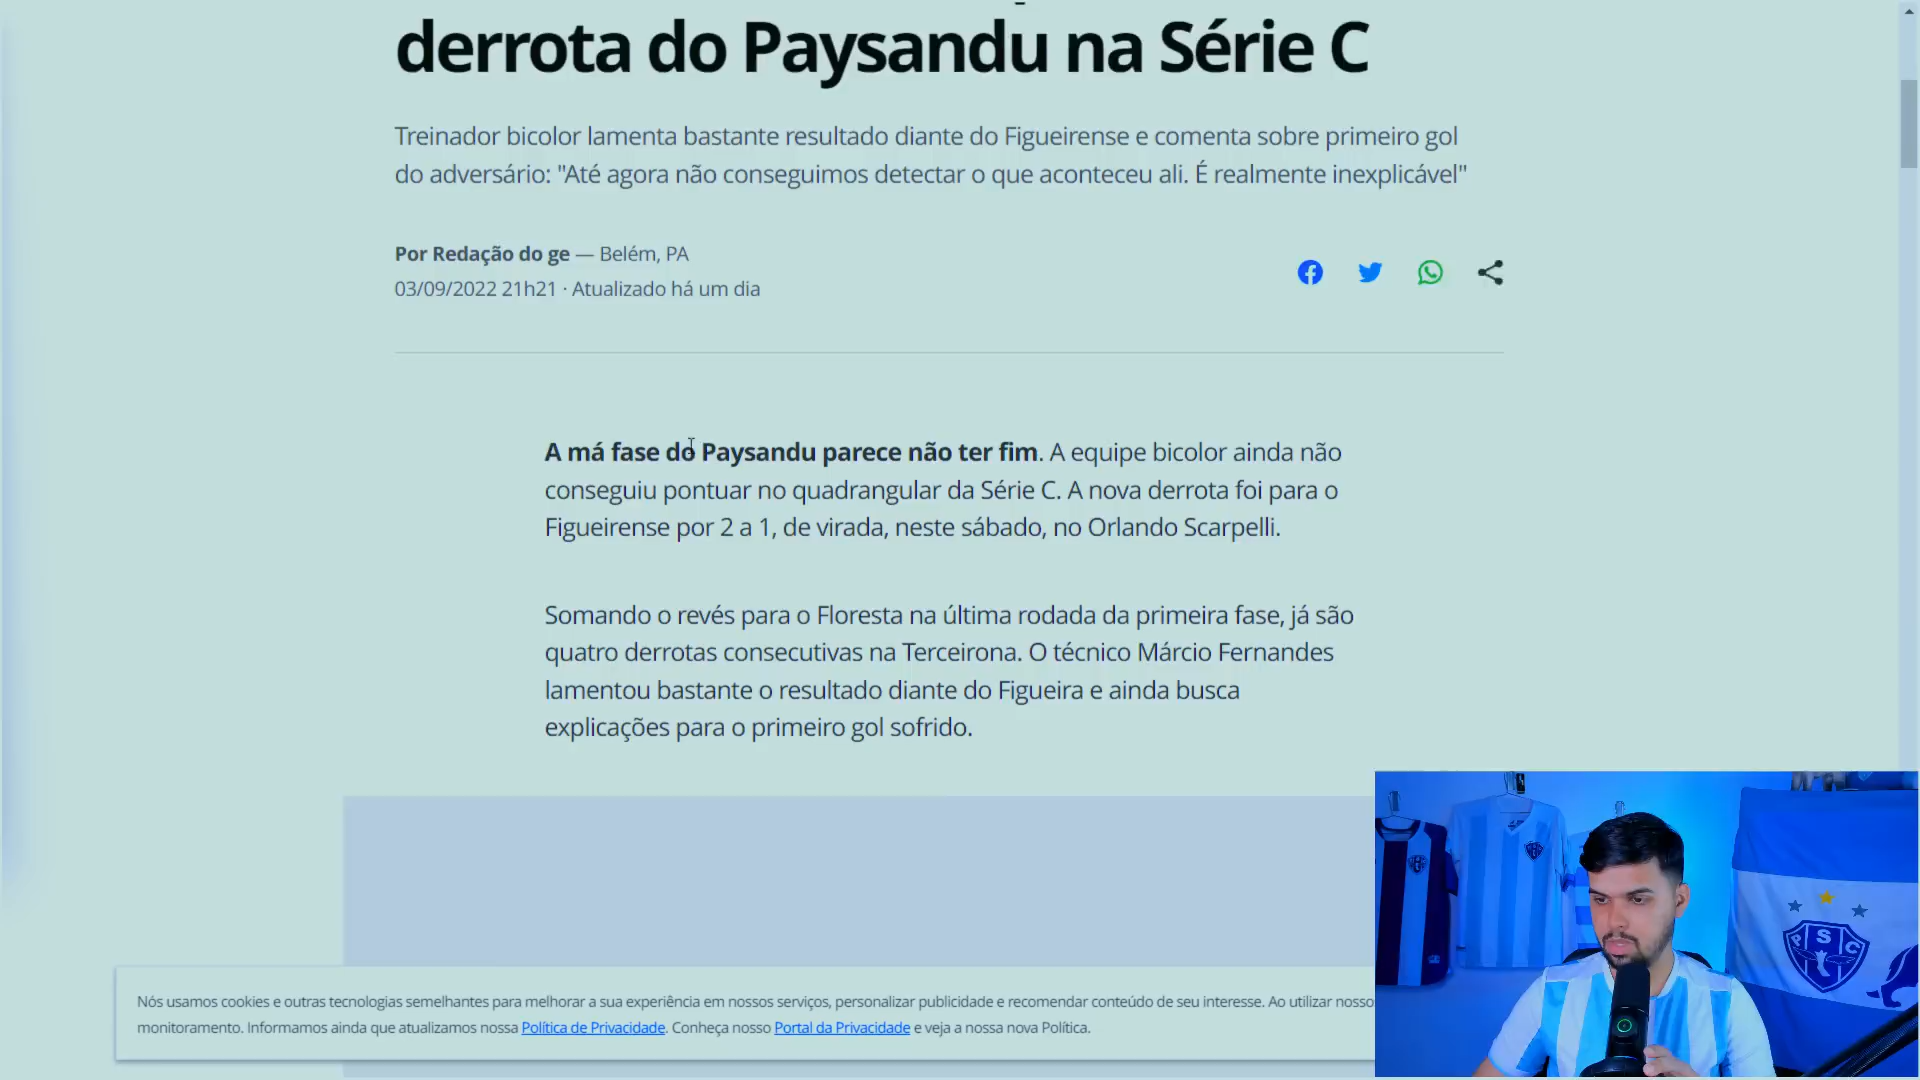 derrota do Paysandu na Série C
Treinador bicolor lamenta bastante resultado diante do Figueirense e comenta sobre primeiro gol
do adversário: "Até agora não conseguimos detectar o que aconteceu ali. É realmente inexplicável"
Por Redação do ge — Belém, PA
03/09/2022 21h21 · Atualizado há um dia
A má fase do Paysandu parece não ter fim. A equipe bicolor ainda não
conseguiu pontuar no quadrangular da Série C. A nova derrota foi para o
Figueirense por 2 a 1, de virada, neste sábado, no Orlando Scarpelli.
Somando o revés para o Floresta na última rodada da primeira fase, já são
quatro derrotas consecutivas na Terceirona. O técnico Márcio Fernandes
lamentou bastante o resultado diante do Figueira e ainda busca
explicações para o primeiro gol sofrido.
Nós usamos cookies e outras tecnologias semelhantes para melhorar a sua experiência em nossos serviços, personalizar publicidade e recomendar conteúdo de seu interesse. Ao utilizar nosso
monitoramento. Informamos ainda que atualizamos nossa Política de Privacidade. Conheça nosso Portal da Privacidade e veja a nossa nova Política.
PSC